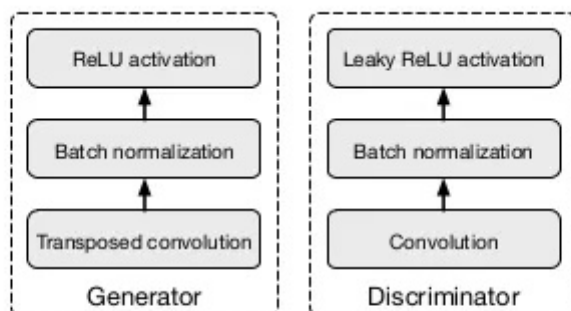 ReLU activation
Batch normalization
Transposed convolution
Generator
Leaky ReLU activation
Batch normalization
Convolution
Discriminator